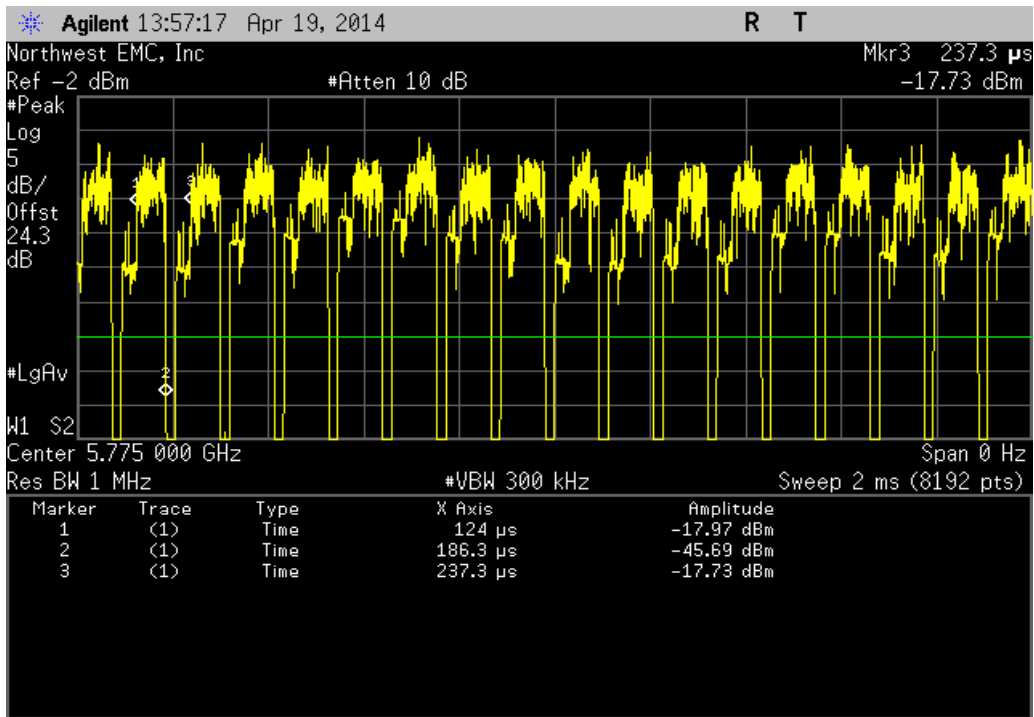 Agilent 13:57:17 Apr 19, 2014 R T
Northwest EMC, Inc Mkr3 237.3 µs
Ref -2 dBm #Atten 10 dB -17.73 dBm
#Peak
Log
5
dB/
Offst
24.3
dB
1 3
2
#LgAv
W1 S2
Center 5.775 000 GHz Span 0 Hz
Res BW 1 MHz #VBW 300 kHz Sweep 2 ms (8192 pts)
Marker Trace Type X Axis Amplitude
1 (1) Time 124 µs -17.97 dBm
2 (1) Time 186.3 µs -45.69 dBm
3 (1) Time 237.3 µs -17.73 dBm